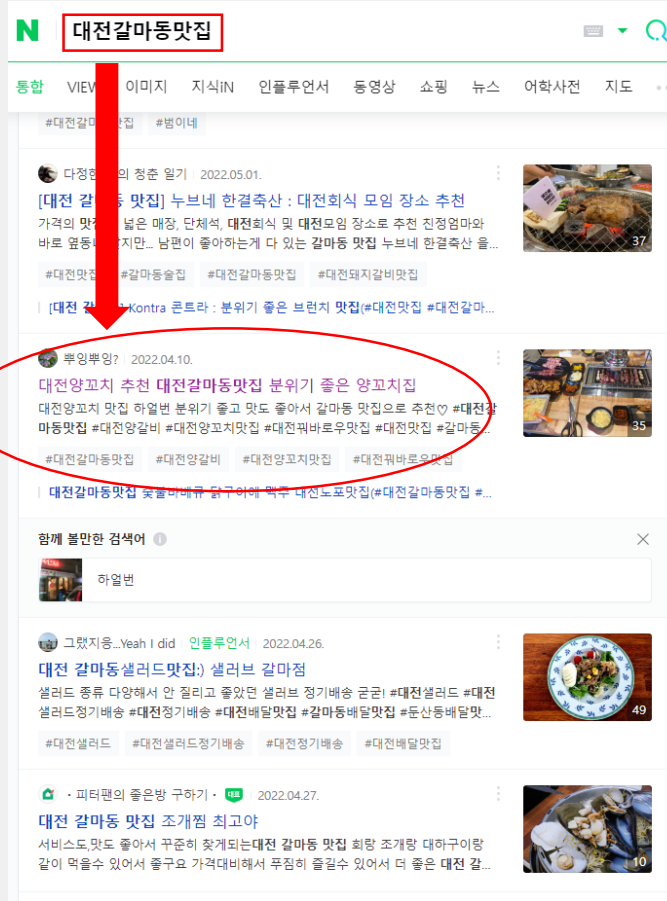 N 대전갈마동맛집
통합 VIEW 이미지 지식iN 인플루언서 동영상 쇼핑 뉴스 어학사전 지도
#대전갈마 맛집 #범이네
다정한 의 청춘 일기 2022.05.01.
[대전 갈 동 맛집] 누브네 한결축산 : 대전회식 모임 장소 추천
가격의 맛 넓은 매장, 단체석, 대전회식 및 대전모임 장소로 추천 친정엄마와
바로 옆동네 지만... 남편이 좋아하는게 다 있는 갈마동 맛집 누브네 한결축산 을...
37
#대전맛집 #갈마동술집 #대전갈마동맛집 #대전돼지갈비맛집
[대전 갈 ] Kontra 콘트라 : 분위기 좋은 브런치 맛집(#대전맛집 #대전갈마...
뿌잉뿌잉? 2022.04.10.
대전양꼬치 추천 대전갈마동맛집 분위기 좋은 양꼬치집
대전양꼬치 맛집 하얼번 분위기 좋고 맛도 좋아서 갈마동 맛집으로 추천♡ #대전갈
마동맛집 #대전양갈비 #대전양꼬치맛집 #대전꿔바로우맛집 #대전맛집 #갈마동...
35
#대전갈마동맛집 #대전양갈비 #대전양꼬치맛집 #대전꿔바로우맛집
대전갈마동맛집 숯불바베큐 닭구이에 맥주 대전노포맛집(#대전갈마동맛집 #...
함께 볼만한 검색어
하얼번
그랬지용...Yeah I did 인플루언서 2022.04.26.
대전 갈마동샐러드맛집:) 샐러브 갈마점
샐러드 종류 다양해서 안 질리고 좋았던 샐러브 정기배송 굳굳! #대전샐러드 #대전
샐러드정기배송 #대전정기배송 #대전배달맛집 #갈마동배달맛집 #둔산동배달맛...
49
#대전샐러드 #대전샐러드정기배송 #대전정기배송 #대전배달맛집
・피터팬의 좋은방 구하기・ 대표 2022.04.27.
대전 갈마동 맛집 조개찜 최고야
서비스도,맛도 좋아서 꾸준히 찾게되는대전 갈마동 맛집 회랑 조개랑 대하구이랑
같이 먹을수 있어서 좋구요 가격대비해서 푸짐히 즐길수 있어서 더 좋은 대전 갈...
10